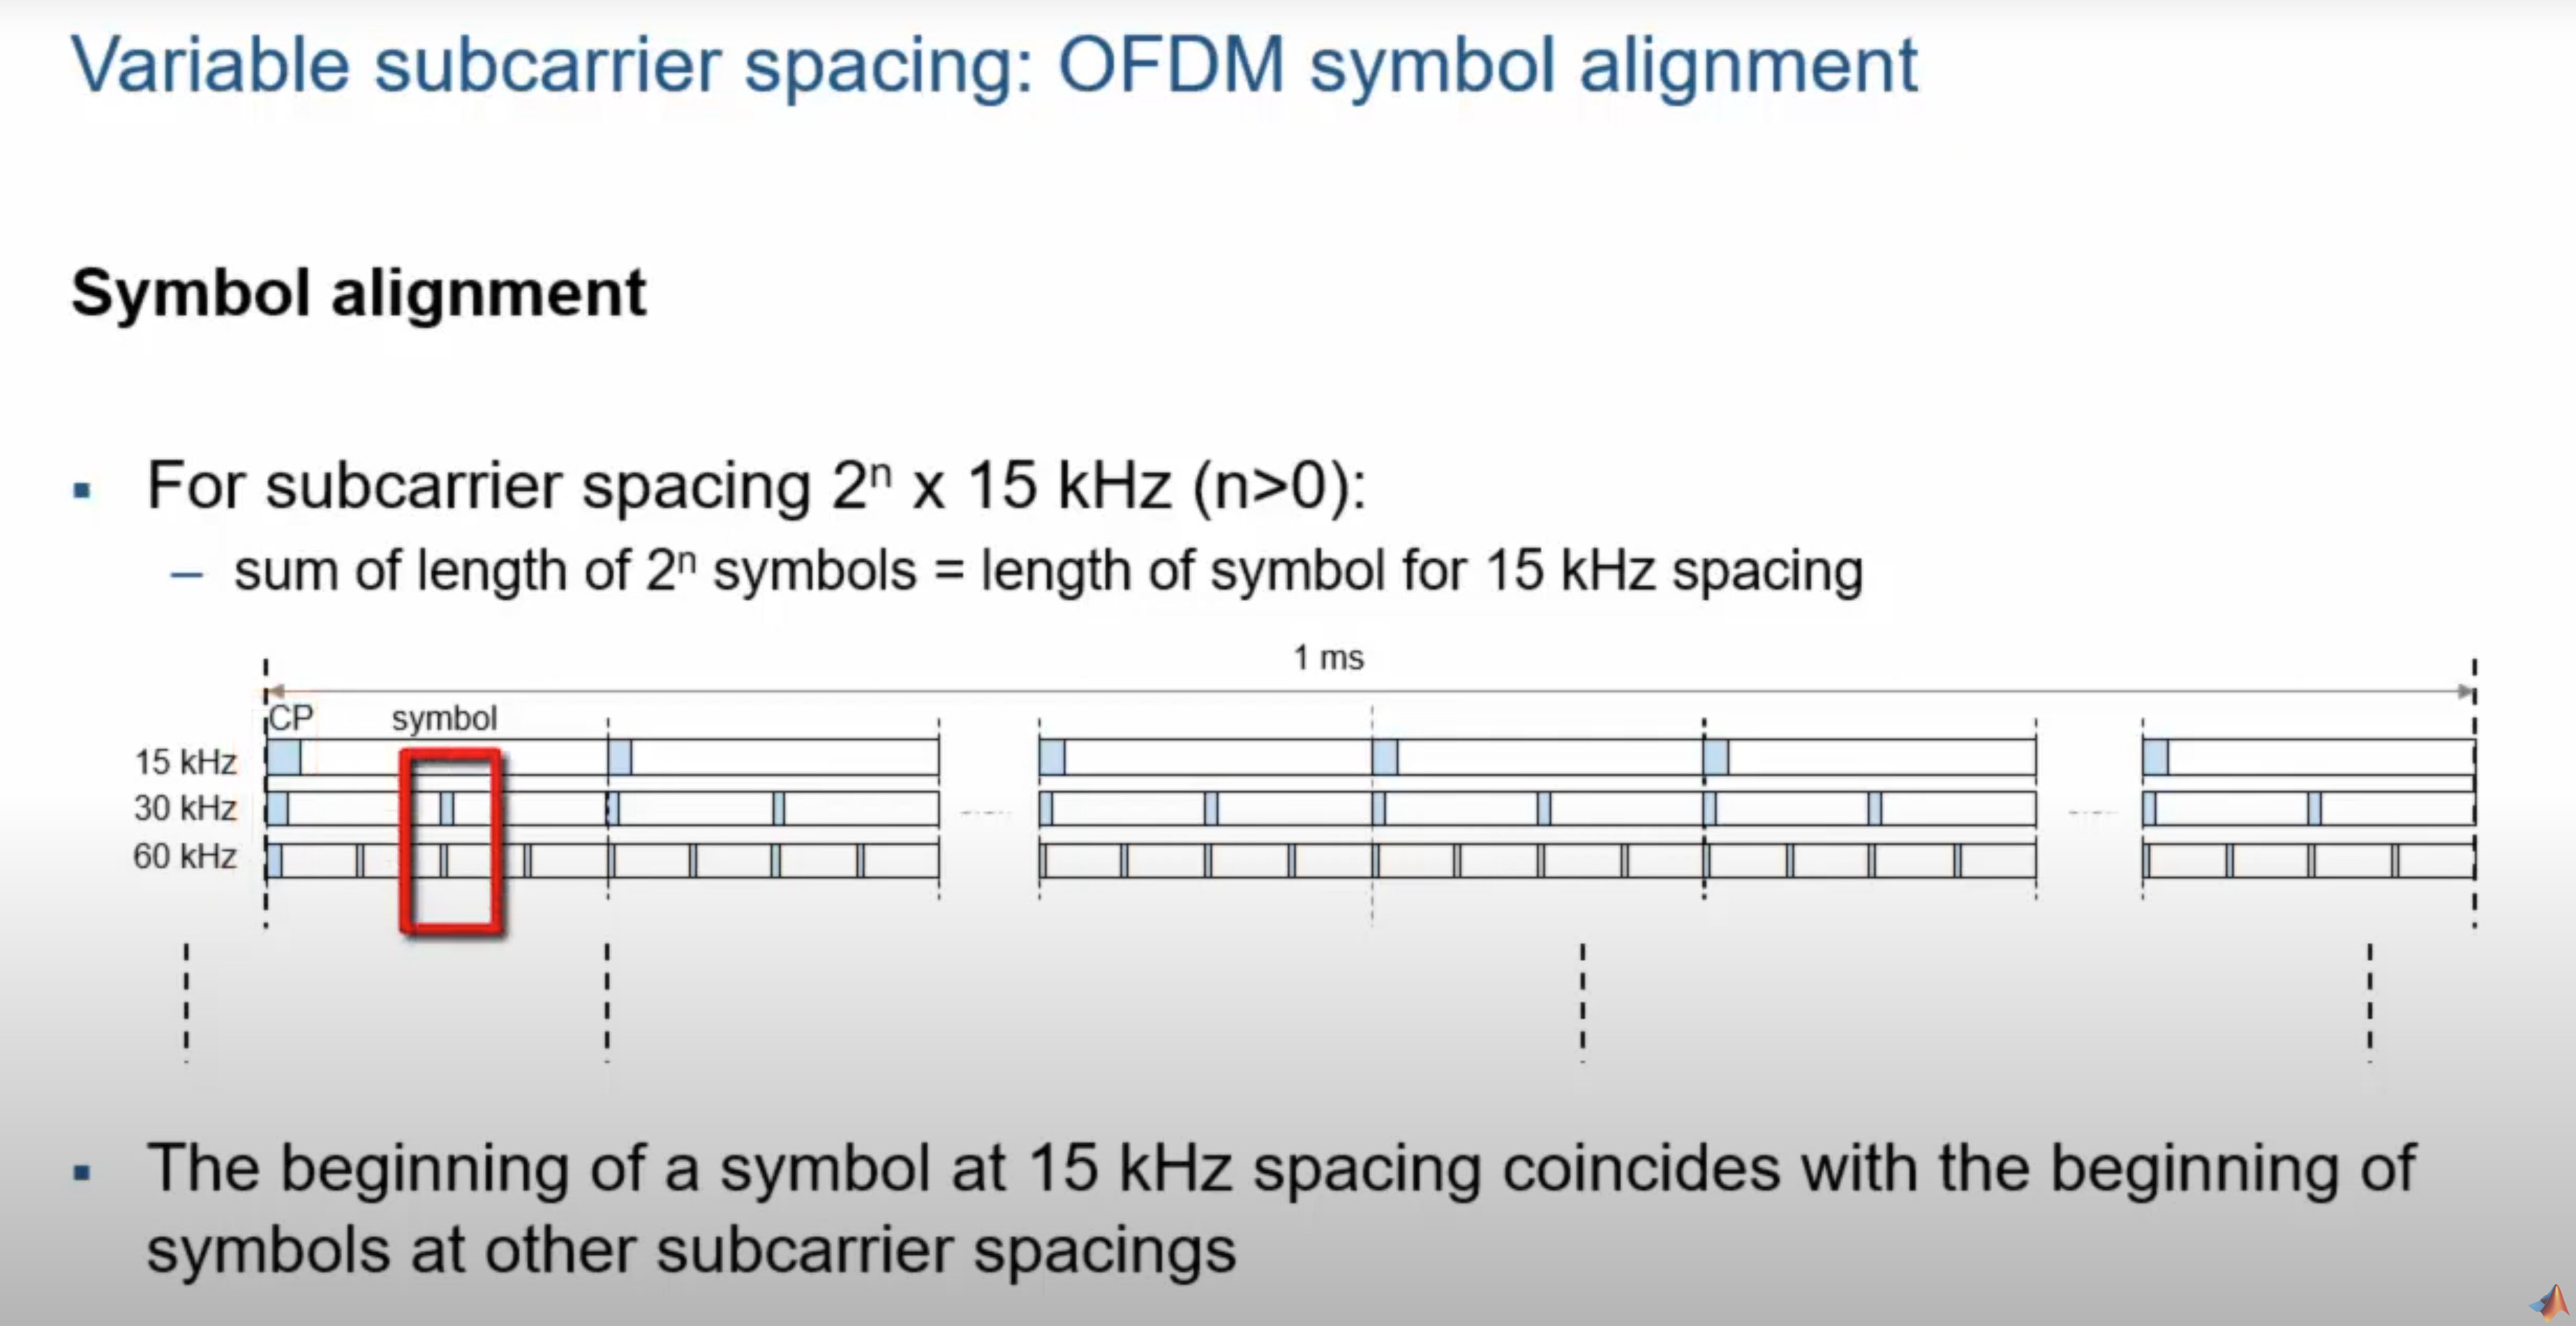 Variable subcarrier spacing: OFDM symbol alignment
Symbol alignment
▪ For subcarrier spacing 2ⁿ x 15 kHz (n>0):
– sum of length of 2ⁿ symbols = length of symbol for 15 kHz spacing
1 ms
CP symbol
15 kHz
30 kHz
60 kHz
▪ The beginning of a symbol at 15 kHz spacing coincides with the beginning of
symbols at other subcarrier spacings